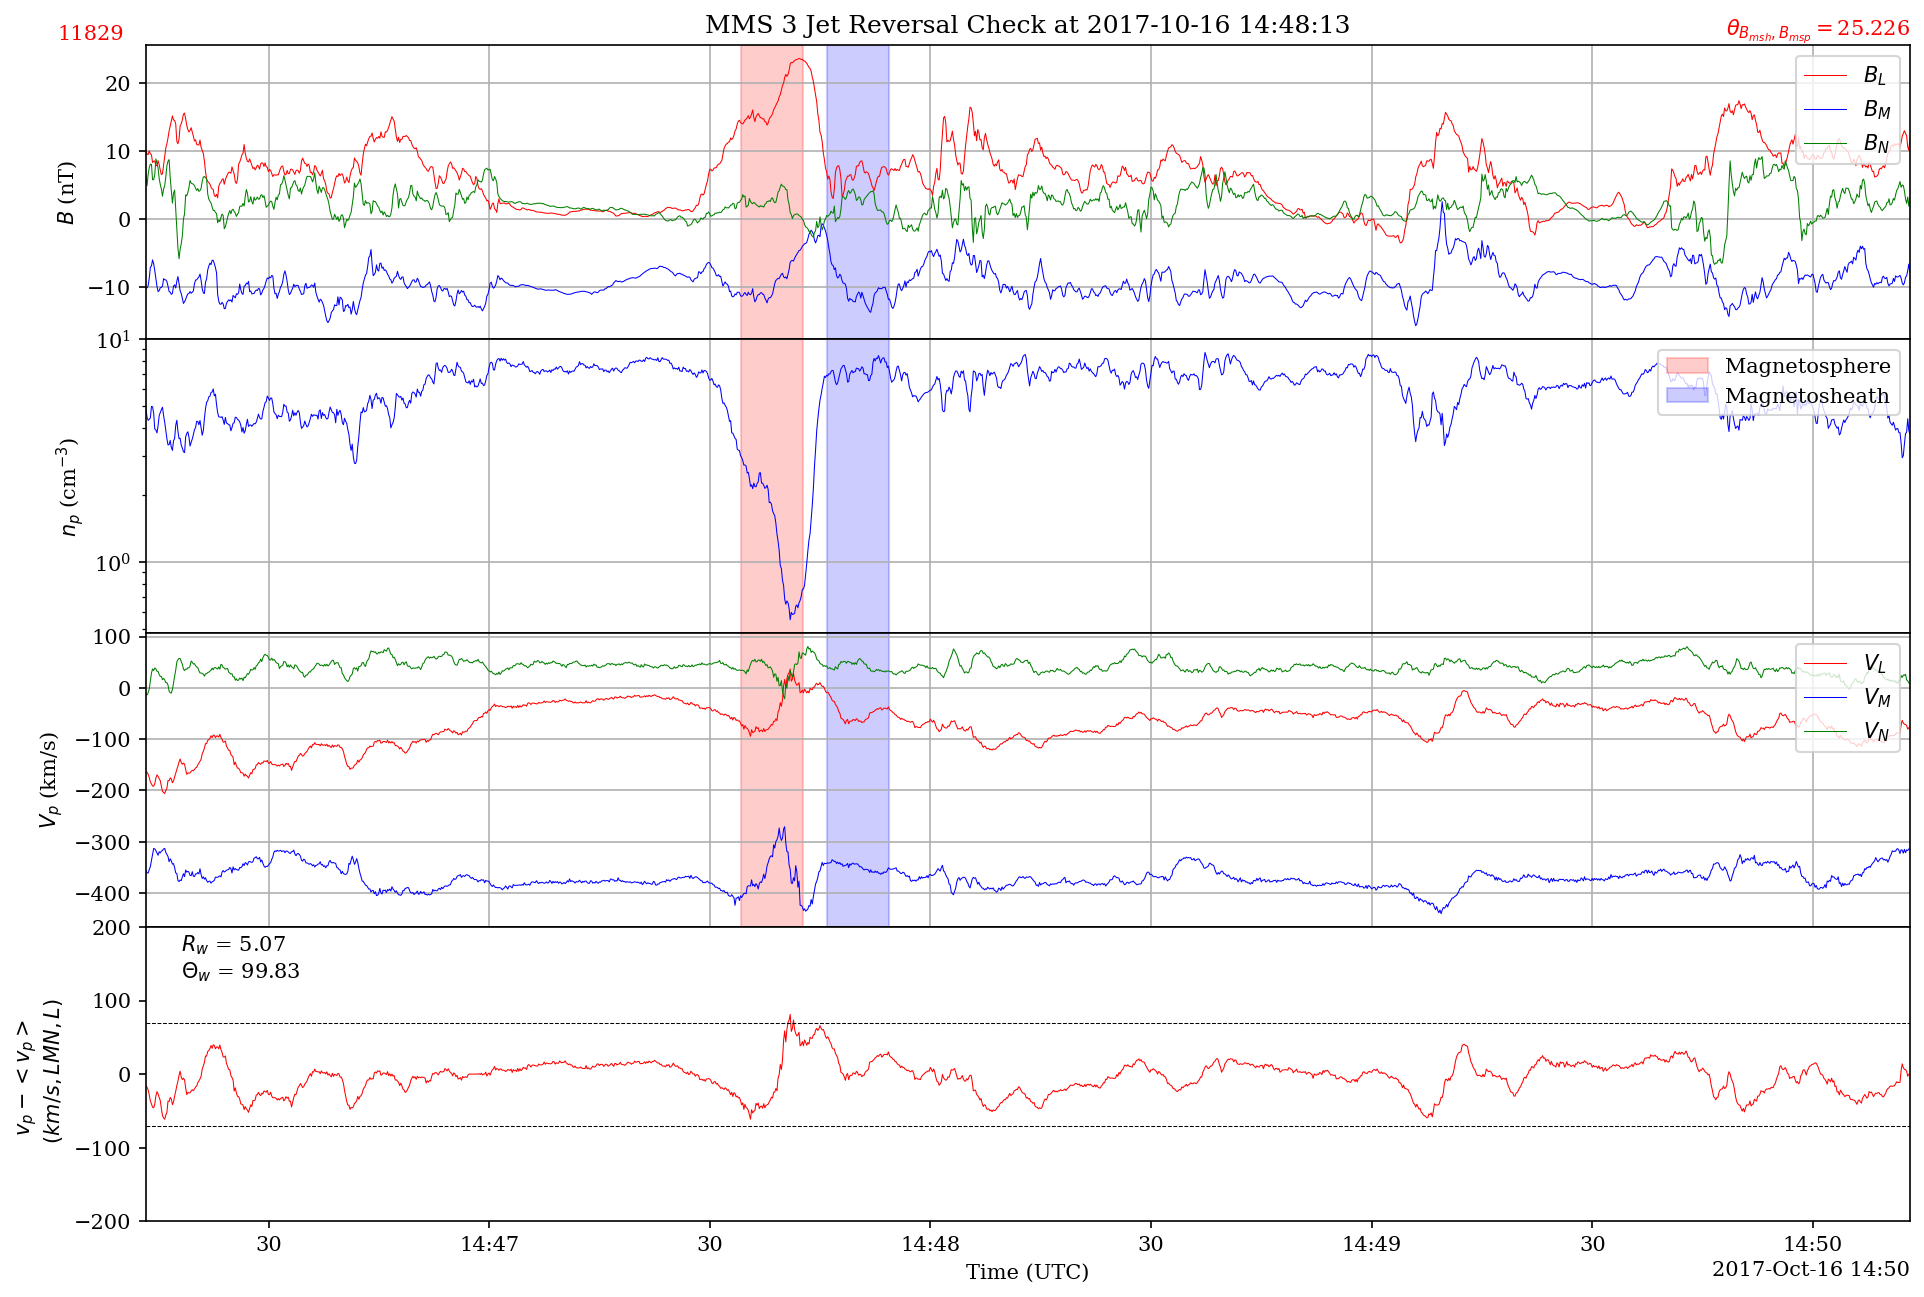 MMS 3 Jet Reversal Check at 2017-10-16 14:48:13
11829
θ_{B_{msh}, B_{msp}} = 25.226
20
10
0
−10
B (nT)
B_L
B_M
B_N
10^1
10^0
n_p (cm^{−3})
Magnetosphere
Magnetosheath
100
0
−100
−200
−300
−400
V_p (km/s)
V_L
V_M
V_N
200
100
0
−100
−200
v_p − <v_p>
(km/s, LMN, L)
R_w = 5.07
Θ_w = 99.83
30 14:47 30 14:48 30 14:49 30 14:50
Time (UTC)
2017-Oct-16 14:50